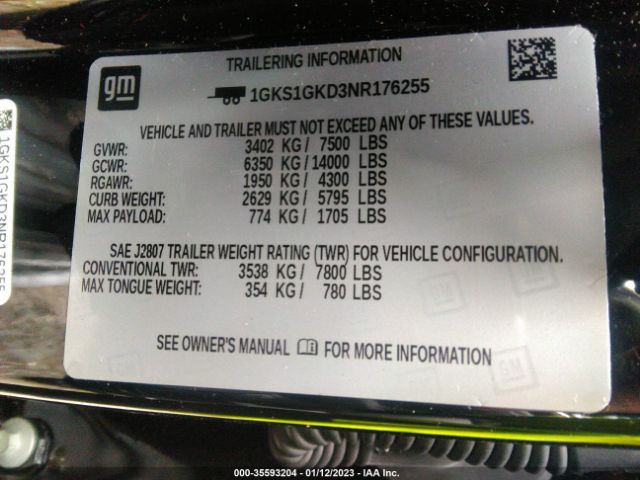 gm
TRAILERING INFORMATION
1GKS1GKD3NR176255
VEHICLE AND TRAILER MUST NOT EXCEED ANY OF THESE VALUES.
GVWR: 3402 KG / 7500 LBS
GCWR: 6350 KG / 14000 LBS
RGAWR: 1950 KG / 4300 LBS
CURB WEIGHT: 2629 KG / 5795 LBS
MAX PAYLOAD: 774 KG / 1705 LBS
SAE J2807 TRAILER WEIGHT RATING (TWR) FOR VEHICLE CONFIGURATION.
CONVENTIONAL TWR: 3538 KG / 7800 LBS
MAX TONGUE WEIGHT: 354 KG / 780 LBS
SEE OWNER'S MANUAL FOR MORE INFORMATION
1GKS1GKD3NR176255
000-35593204 - 01/12/2023 - IAA Inc.